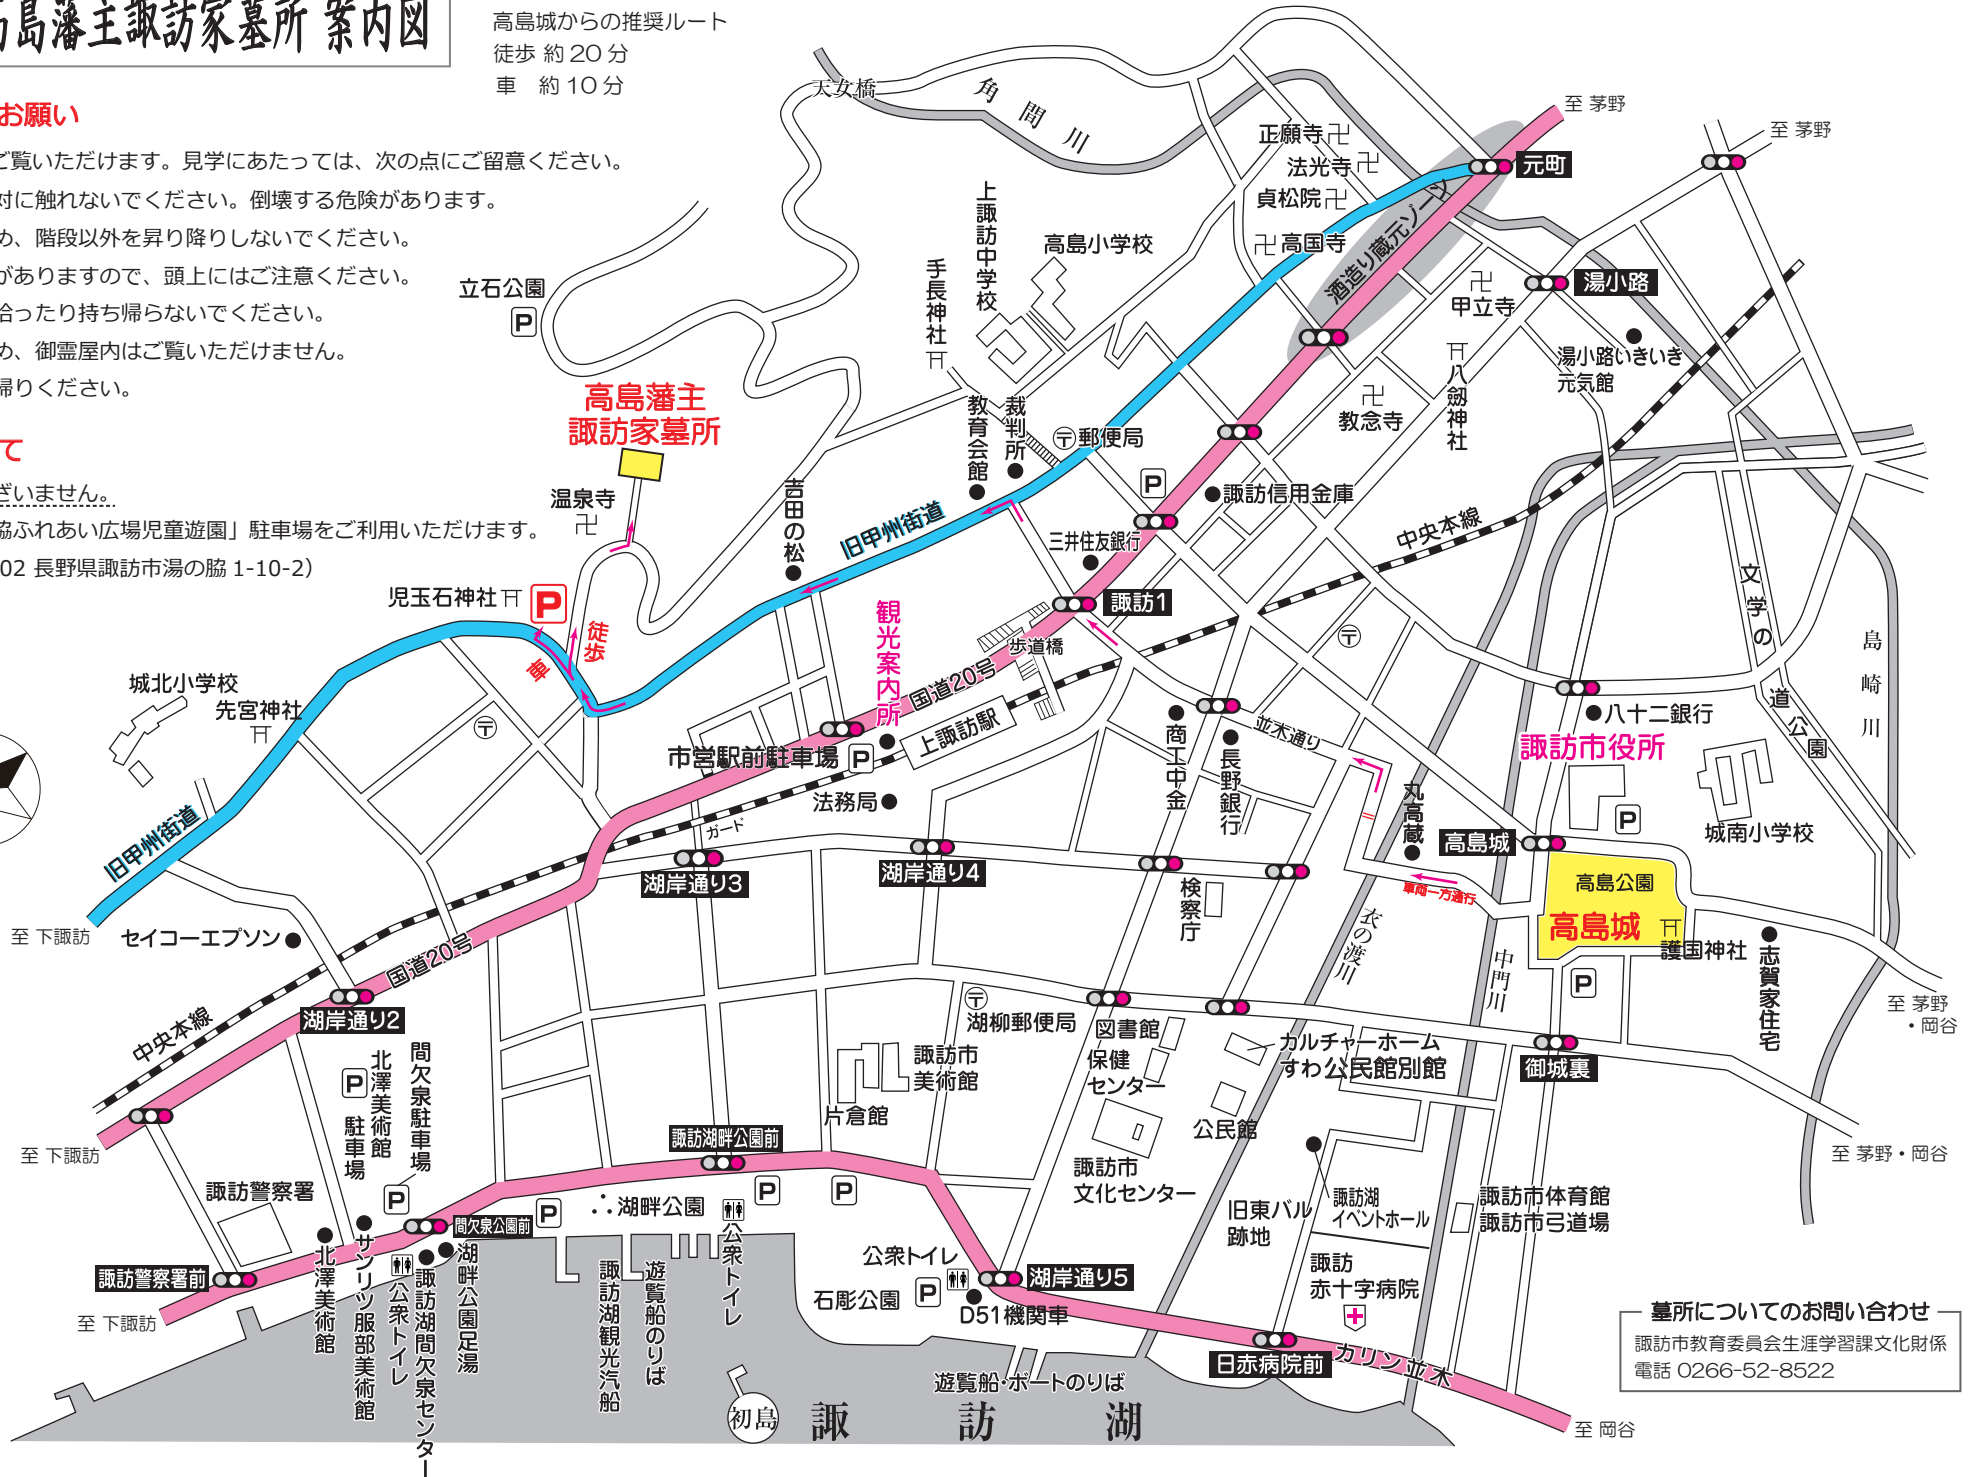 高島藩主諏訪家墓所 案内図
高島城からの推奨ルート
徒歩 約20分
車 約10分
お願い
ご覧いただけます。見学にあたっては、次の点にご留意ください。
対に触れないでください。倒壊する危険があります。
め、階段以外を昇り降りしないでください。
がありますので、頭上にはご注意ください。
拾ったり持ち帰らないでください。
め、御霊屋内はご覧いただけません。
帰りください。
て
ざいません。
協ふれあい広場児童遊園」駐車場をご利用いただけます。
02 長野県諏訪市湯の脇 1-10-2)
天女橋
角間川
至 茅野
至 茅野
正願寺
法光寺
貞松院
高国寺
元町
酒造り蔵元ゾーン
上諏訪中学校
高島小学校
手長神社
立石公園
P
甲立寺
湯小路
湯小路いきいき
元気館
八劔神社
教念寺
高島藩主
諏訪家墓所
教育会館
裁判所
〒郵便局
P
諏訪信用金庫
温泉寺
吉田の松
旧甲州街道
三井住友銀行
中央本線
諏訪1
児玉石神社
P
徒歩
車
観光案内所
歩道橋
国道20号
上諏訪駅
〒
文学の道公園
島崎川
城北小学校
先宮神社
〒
市営駅前駐車場
P
法務局
ガード
商工中金
長野銀行
並木通り
八十二銀行
諏訪市役所
P
城南小学校
丸高蔵
高島城
高島公園
高島城
護国神社
P
志賀家住宅
車両一方通行
旧甲州街道
至 下諏訪
セイコーエプソン
国道20号
湖岸通り3
湖岸通り4
検察庁
衣の渡川
中門川
至 茅野
・岡谷
湖岸通り2
中央本線
〒
湖柳郵便局
図書館
保健
センター
カルチャーホーム
すわ公民館別館
御城裏
至 茅野・岡谷
P
北澤美術館
駐車場
間欠泉駐車場
P
諏訪市
美術館
片倉館
公民館
諏訪市
文化センター
至 下諏訪
諏訪湖畔公園前
諏訪警察署
間欠泉公園前
P
湖畔公園
P
P
公衆トイレ
旧東バル
跡地
諏訪湖
イベントホール
諏訪市体育館
諏訪市弓道場
諏訪
赤十字病院
諏訪警察署前
至 下諏訪
北澤美術館
サンリツ服部美術館
公衆トイレ
諏訪湖間欠泉センター
湖畔公園足湯
諏訪湖観光汽船
遊覧船のりば
公衆トイレ
石彫公園
P
湖岸通り5
D51機関車
日赤病院前
カリン並木
遊覧船・ボートのりば
初島
諏訪湖
至 岡谷
墓所についてのお問い合わせ
諏訪市教育委員会生涯学習課文化財係
電話 0266-52-8522